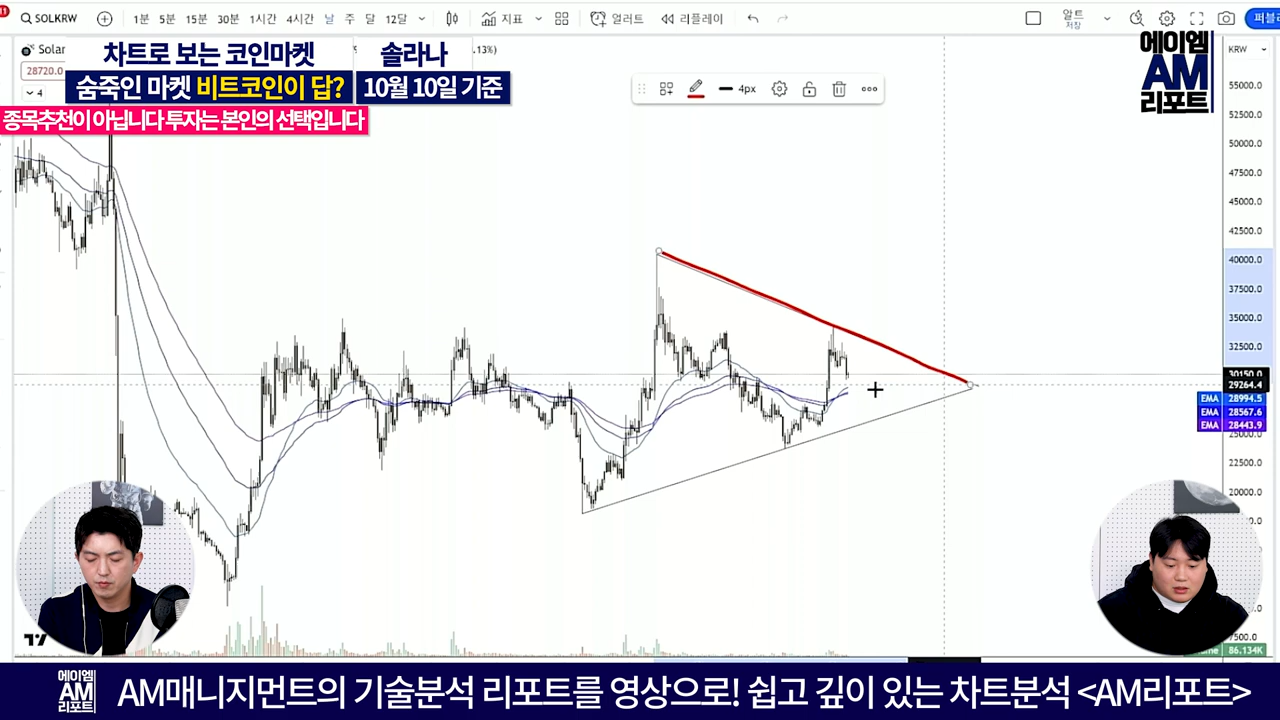 SOLKRW
1분 5분 15분 30분 1시간 4시간 날 주 달 12달
지표
얼러트
리플레이
알트
저장
퍼블
Solar
.13%)
KRW
28720.0
4
차트로 보는 코인마켓
솔라나
숨죽인 마켓 비트코인이 답?
10월 10일 기준
종목추천이 아닙니다 투자는 본인의 선택입니다
4px
에이엠
AM
리포트
55000.0
52500.0
50000.0
47500.0
45000.0
42500.0
40000.0
37500.0
35000.0
32500.0
30150.0
29264.4
EMA 28994.5
EMA 28567.6
EMA 28443.9
25000.0
22500.0
20000.0
7500.0
86.134K
에이엠
AM
리포트
AM매니지먼트의 기술분석 리포트를 영상으로! 쉽고 깊이 있는 차트분석 <AM리포트>